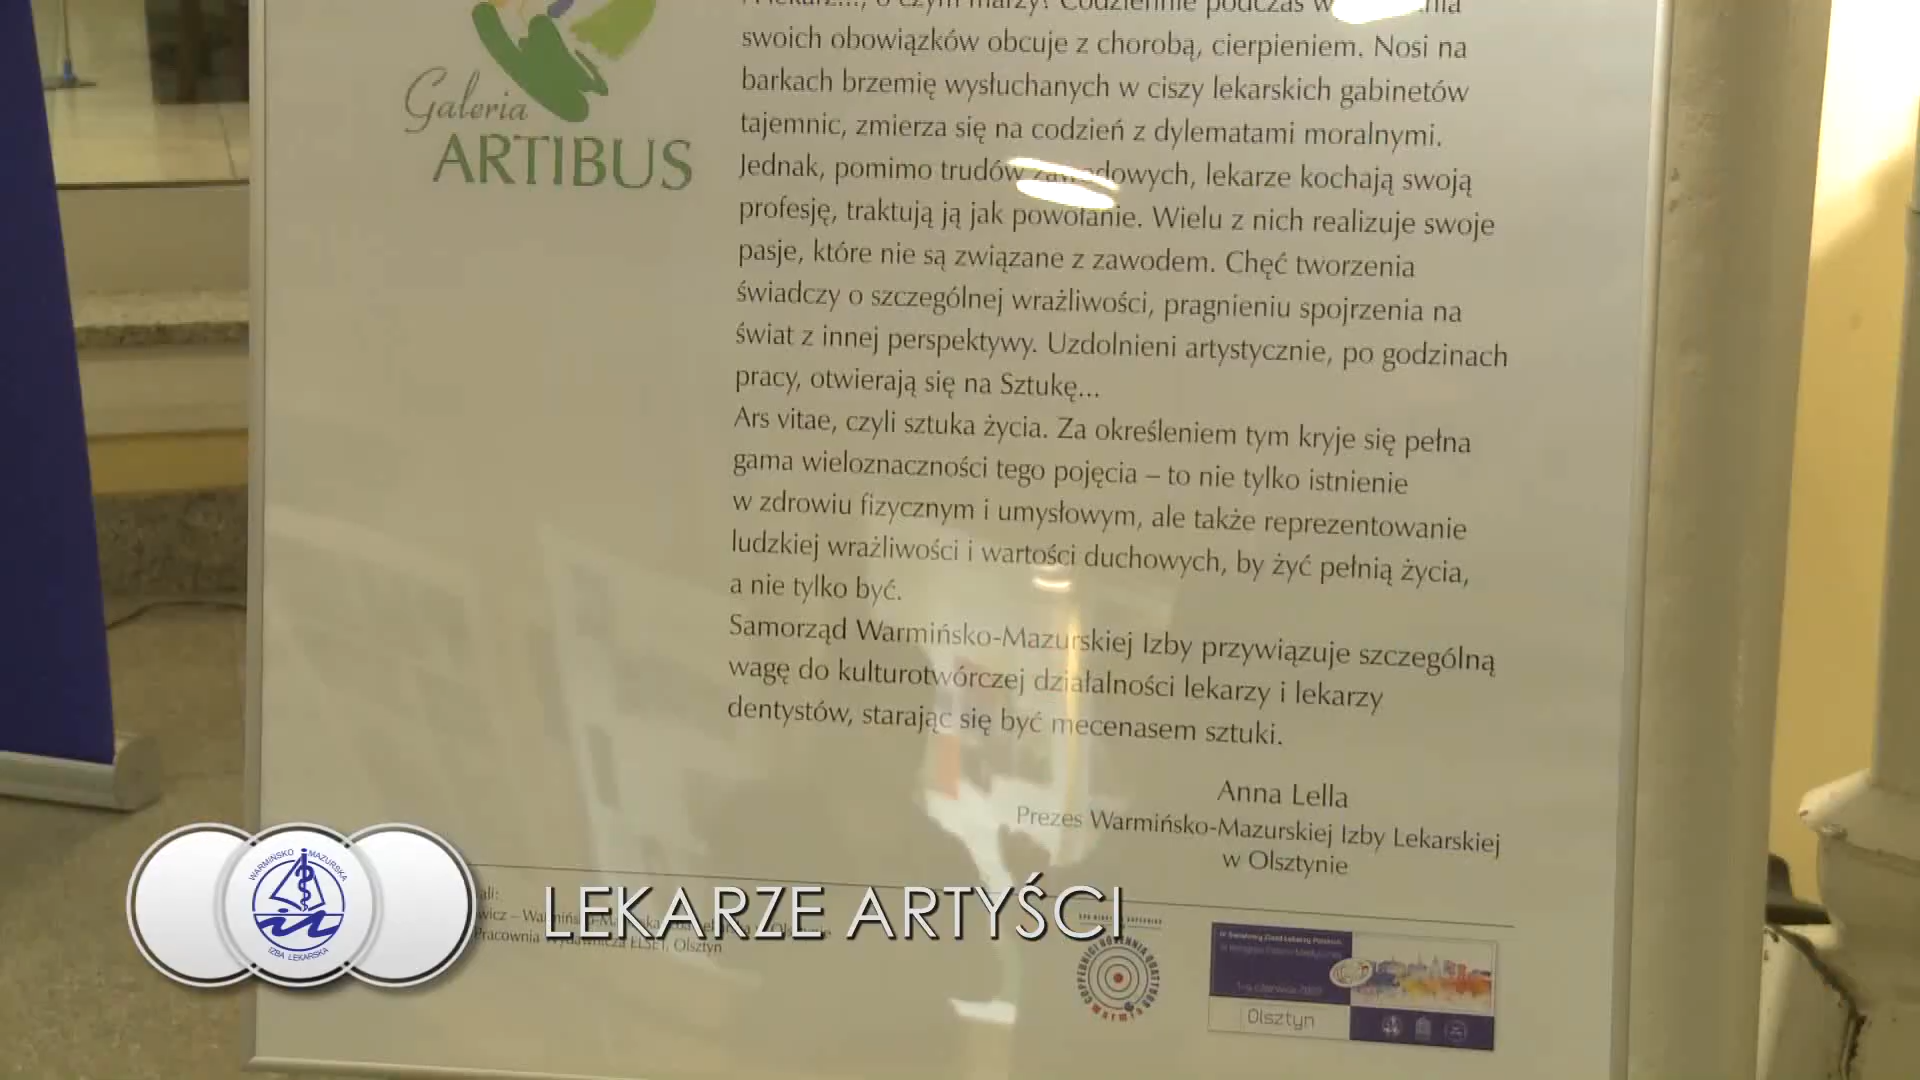 Galeria
ARTIBUS
swoich obowiązków obcuje z chorobą, cierpieniem. Nosi na
barkach brzemię wysłuchanych w ciszy lekarskich gabinetów
tajemnic, zmierza się na codzień z dylematami moralnymi.
Jednak, pomimo trudów zawodowych, lekarze kochają swoją
profesję, traktują ją jak powołanie. Wielu z nich realizuje swoje
pasje, które nie są związane z zawodem. Chęć tworzenia
świadczy o szczególnej wrażliwości, pragnieniu spojrzenia na
świat z innej perspektywy. Uzdolnieni artystycznie, po godzinach
pracy, otwierają się na Sztukę...
Ars vitae, czyli sztuka życia. Za określeniem tym kryje się pełna
gama wieloznaczności tego pojęcia – to nie tylko istnienie
w zdrowiu fizycznym i umysłowym, ale także reprezentowanie
ludzkiej wrażliwości i wartości duchowych, by żyć pełnią życia,
a nie tylko być.
Samorząd Warmińsko-Mazurskiej Izby przywiązuje szczególną
wagę do kulturotwórczej działalności lekarzy i lekarzy
dentystów, starając się być mecenasem sztuki.
Anna Lella
Prezes Warmińsko-Mazurskiej Izby Lekarskiej
w Olsztynie
WARMIŃSKO MAZURSKA
IZBA LEKARSKA
LEKARZE ARTYŚCI
Pracownia Wydawnicza ELSET, Olsztyn
Olsztyn